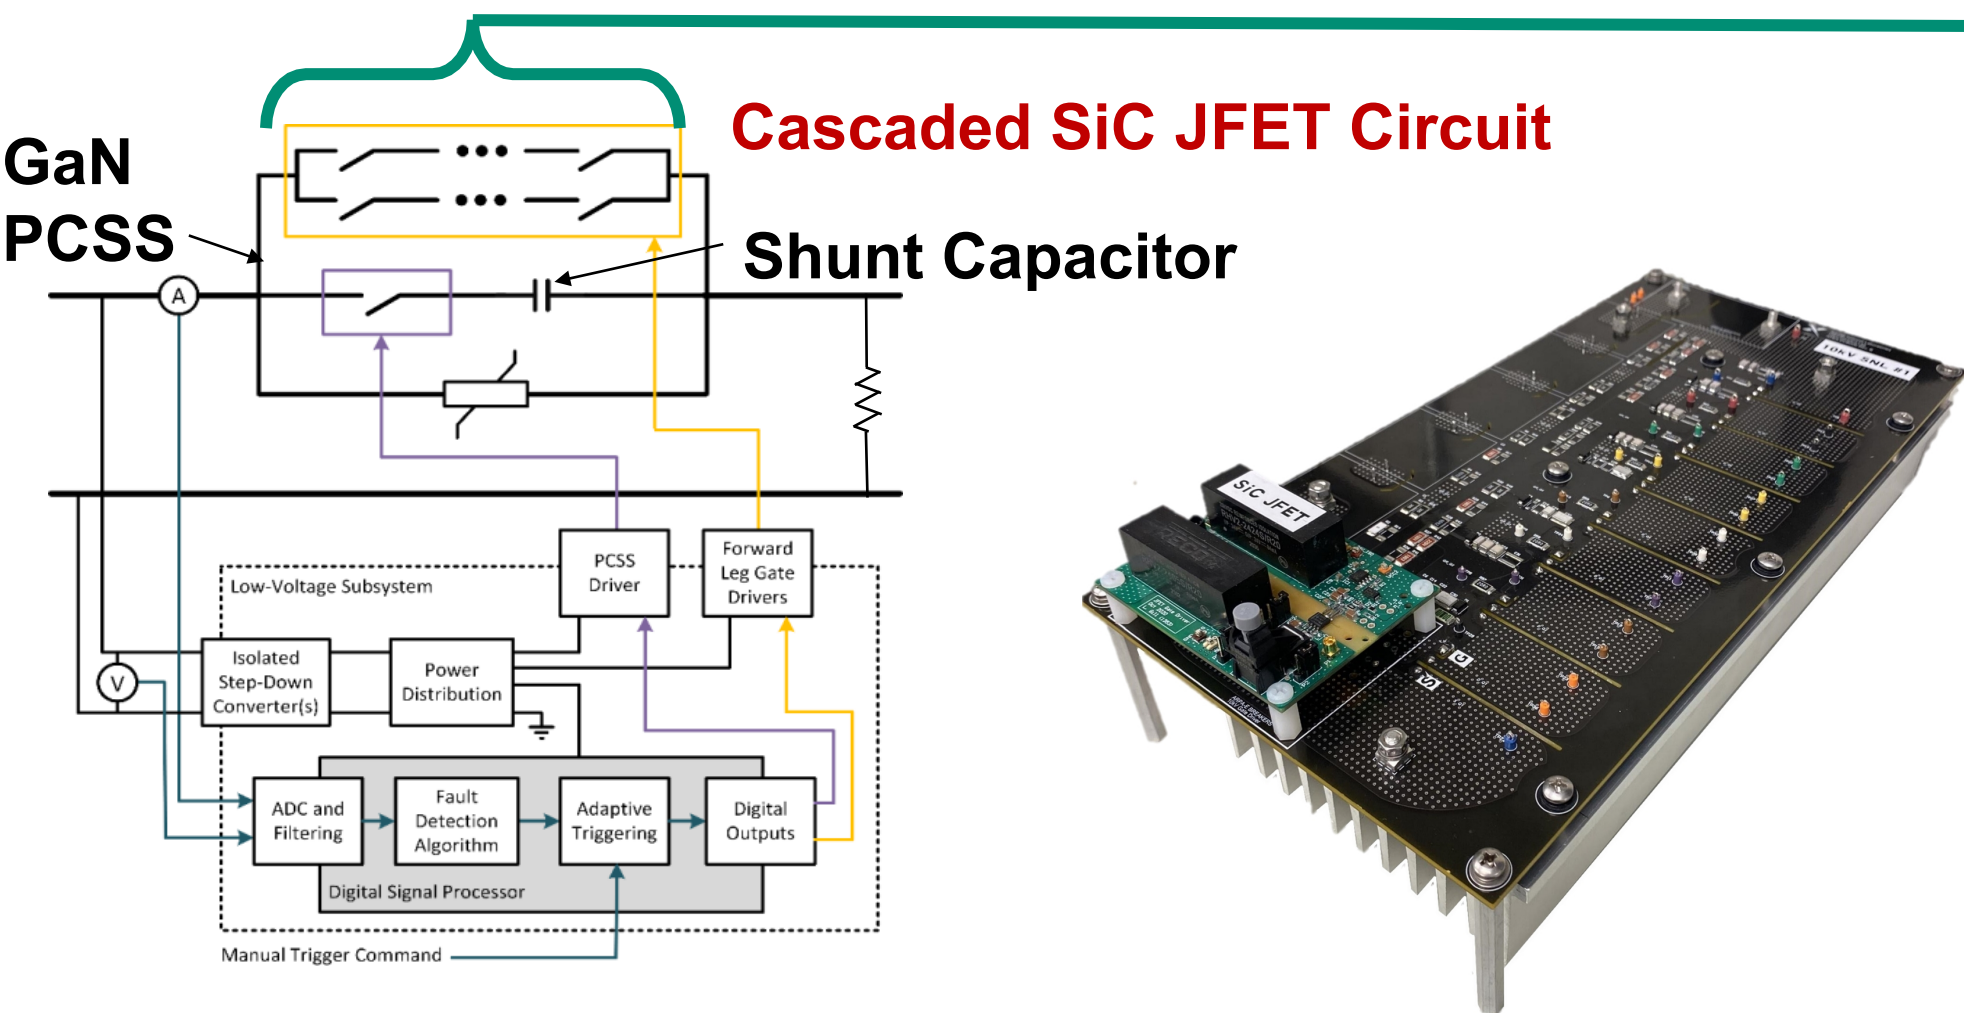 Cascaded SiC JFET Circuit
GaN
PCSS
Shunt Capacitor
A
10kV SNL #1
SiC JFET
PCSS
Driver
Forward
Leg Gate
Drivers
Low-Voltage Subsystem
Isolated
Step-Down
Converter(s)
Power
Distribution
V
G
S
ADC and
Filtering
Fault
Detection
Algorithm
Adaptive
Triggering
Digital
Outputs
Digital Signal Processor
Manual Trigger Command